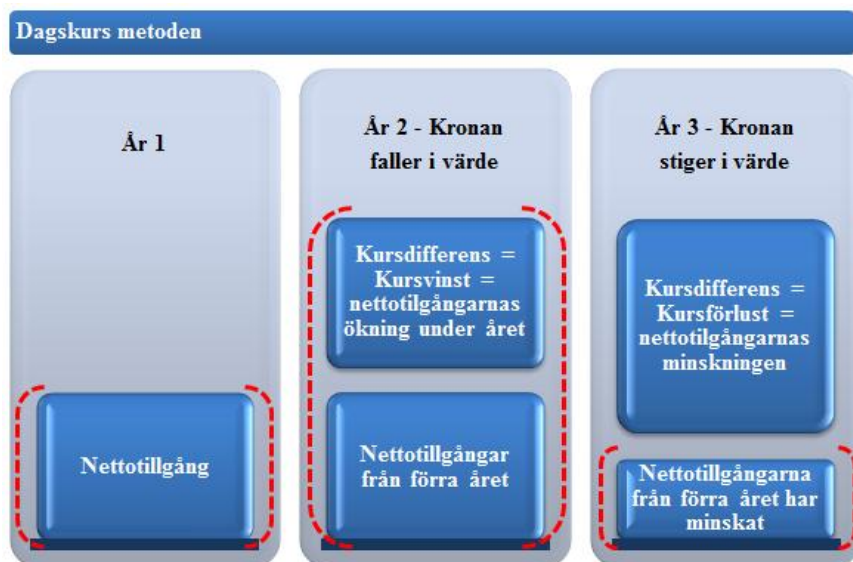 Dagskurs metoden
År 1
Nettotillgång
År 2 - Kronan
faller i värde
Kursdifferens =
Kursvinst =
nettotilgångarnas
ökning under året
Nettotillgångar
från förra året
År 3 - Kronan
stiger i värde
Kursdifferens =
Kursförlust =
nettotilgångarnas
minskningen
Nettotillgångarna
från förra året har
minskat